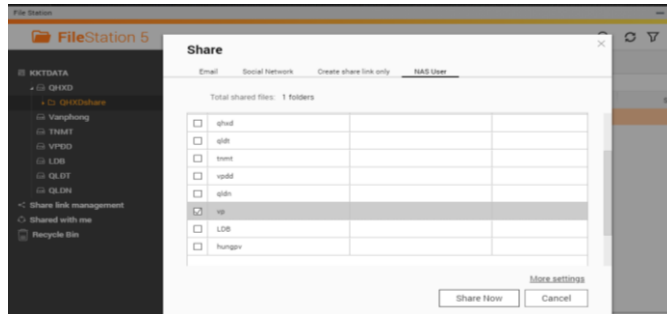 File Station
FileStation 5
KKTDATA
QHXD
QHXDshare
Vanphong
TNMT
VPDD
LDB
QLDT
QLDN
Share link management
Shared with me
Recycle Bin
Share
Email Social Network Create share link only NAS User
Total shared files: 1 folders
qhxd
qldt
tnmt
vpdd
qldn
vp
LDB
hungpv
More settings
Share Now Cancel